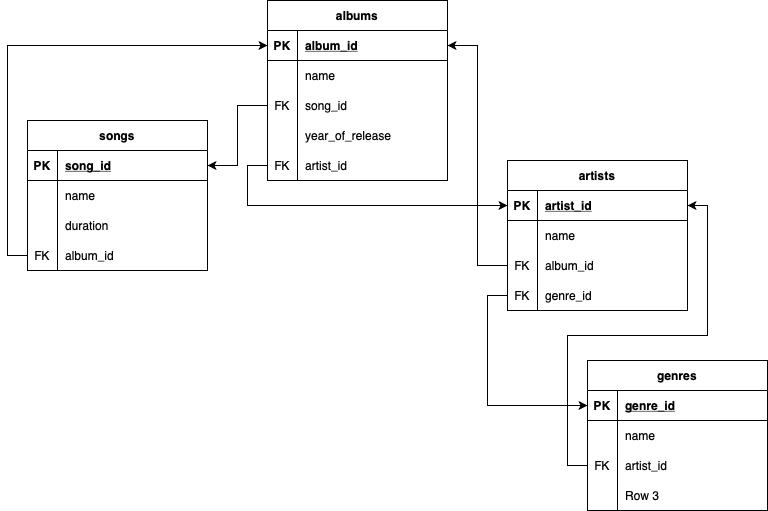 albums
PK album_id
name
FK song_id
year_of_release
FK artist_id
songs
PK song_id
name
duration
FK album_id
artists
PK artist_id
name
FK album_id
FK genre_id
genres
PK genre_id
name
FK artist_id
Row 3